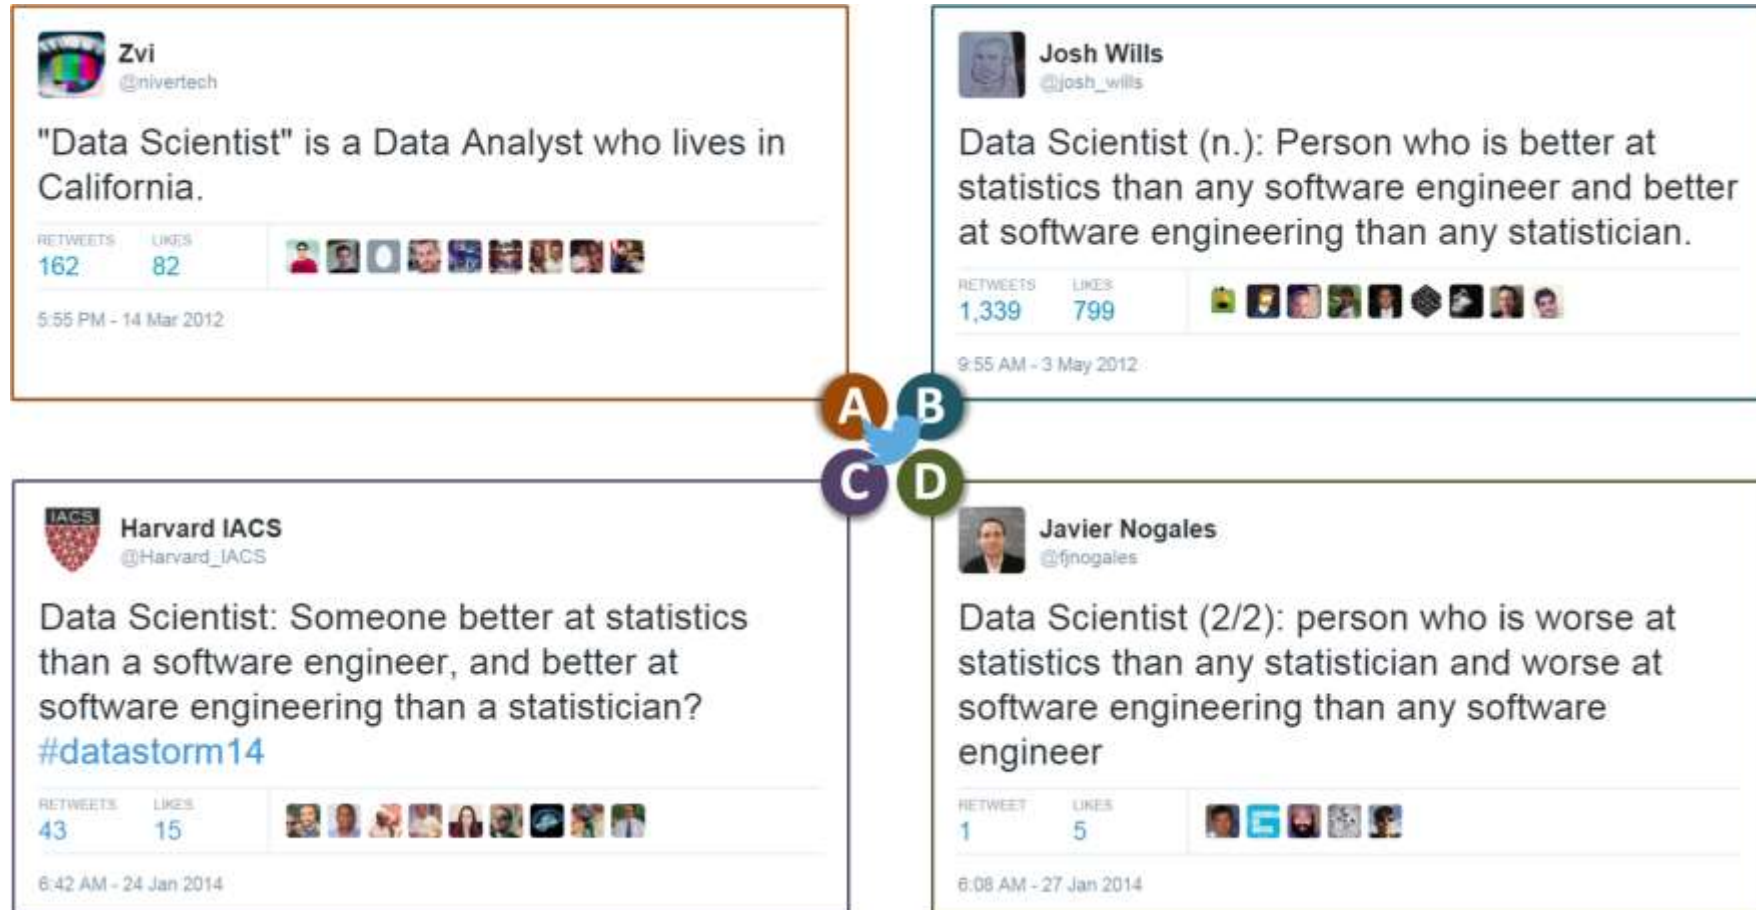 Zvi
@nivertech
"Data Scientist" is a Data Analyst who lives in
California.
RETWEETS LIKES
162 82
5:55 PM - 14 Mar 2012
Josh Wills
@josh_wills
Data Scientist (n.): Person who is better at
statistics than any software engineer and better
at software engineering than any statistician.
RETWEETS LIKES
1,339 799
9:55 AM - 3 May 2012
A B
C D
IACS
Harvard IACS
@Harvard_IACS
Data Scientist: Someone better at statistics
than a software engineer, and better at
software engineering than a statistician?
#datastorm14
RETWEETS LIKES
43 15
6:42 AM - 24 Jan 2014
Javier Nogales
@fjnogales
Data Scientist (2/2): person who is worse at
statistics than any statistician and worse at
software engineering than any software
engineer
RETWEET LIKES
1 5
6:08 AM - 27 Jan 2014